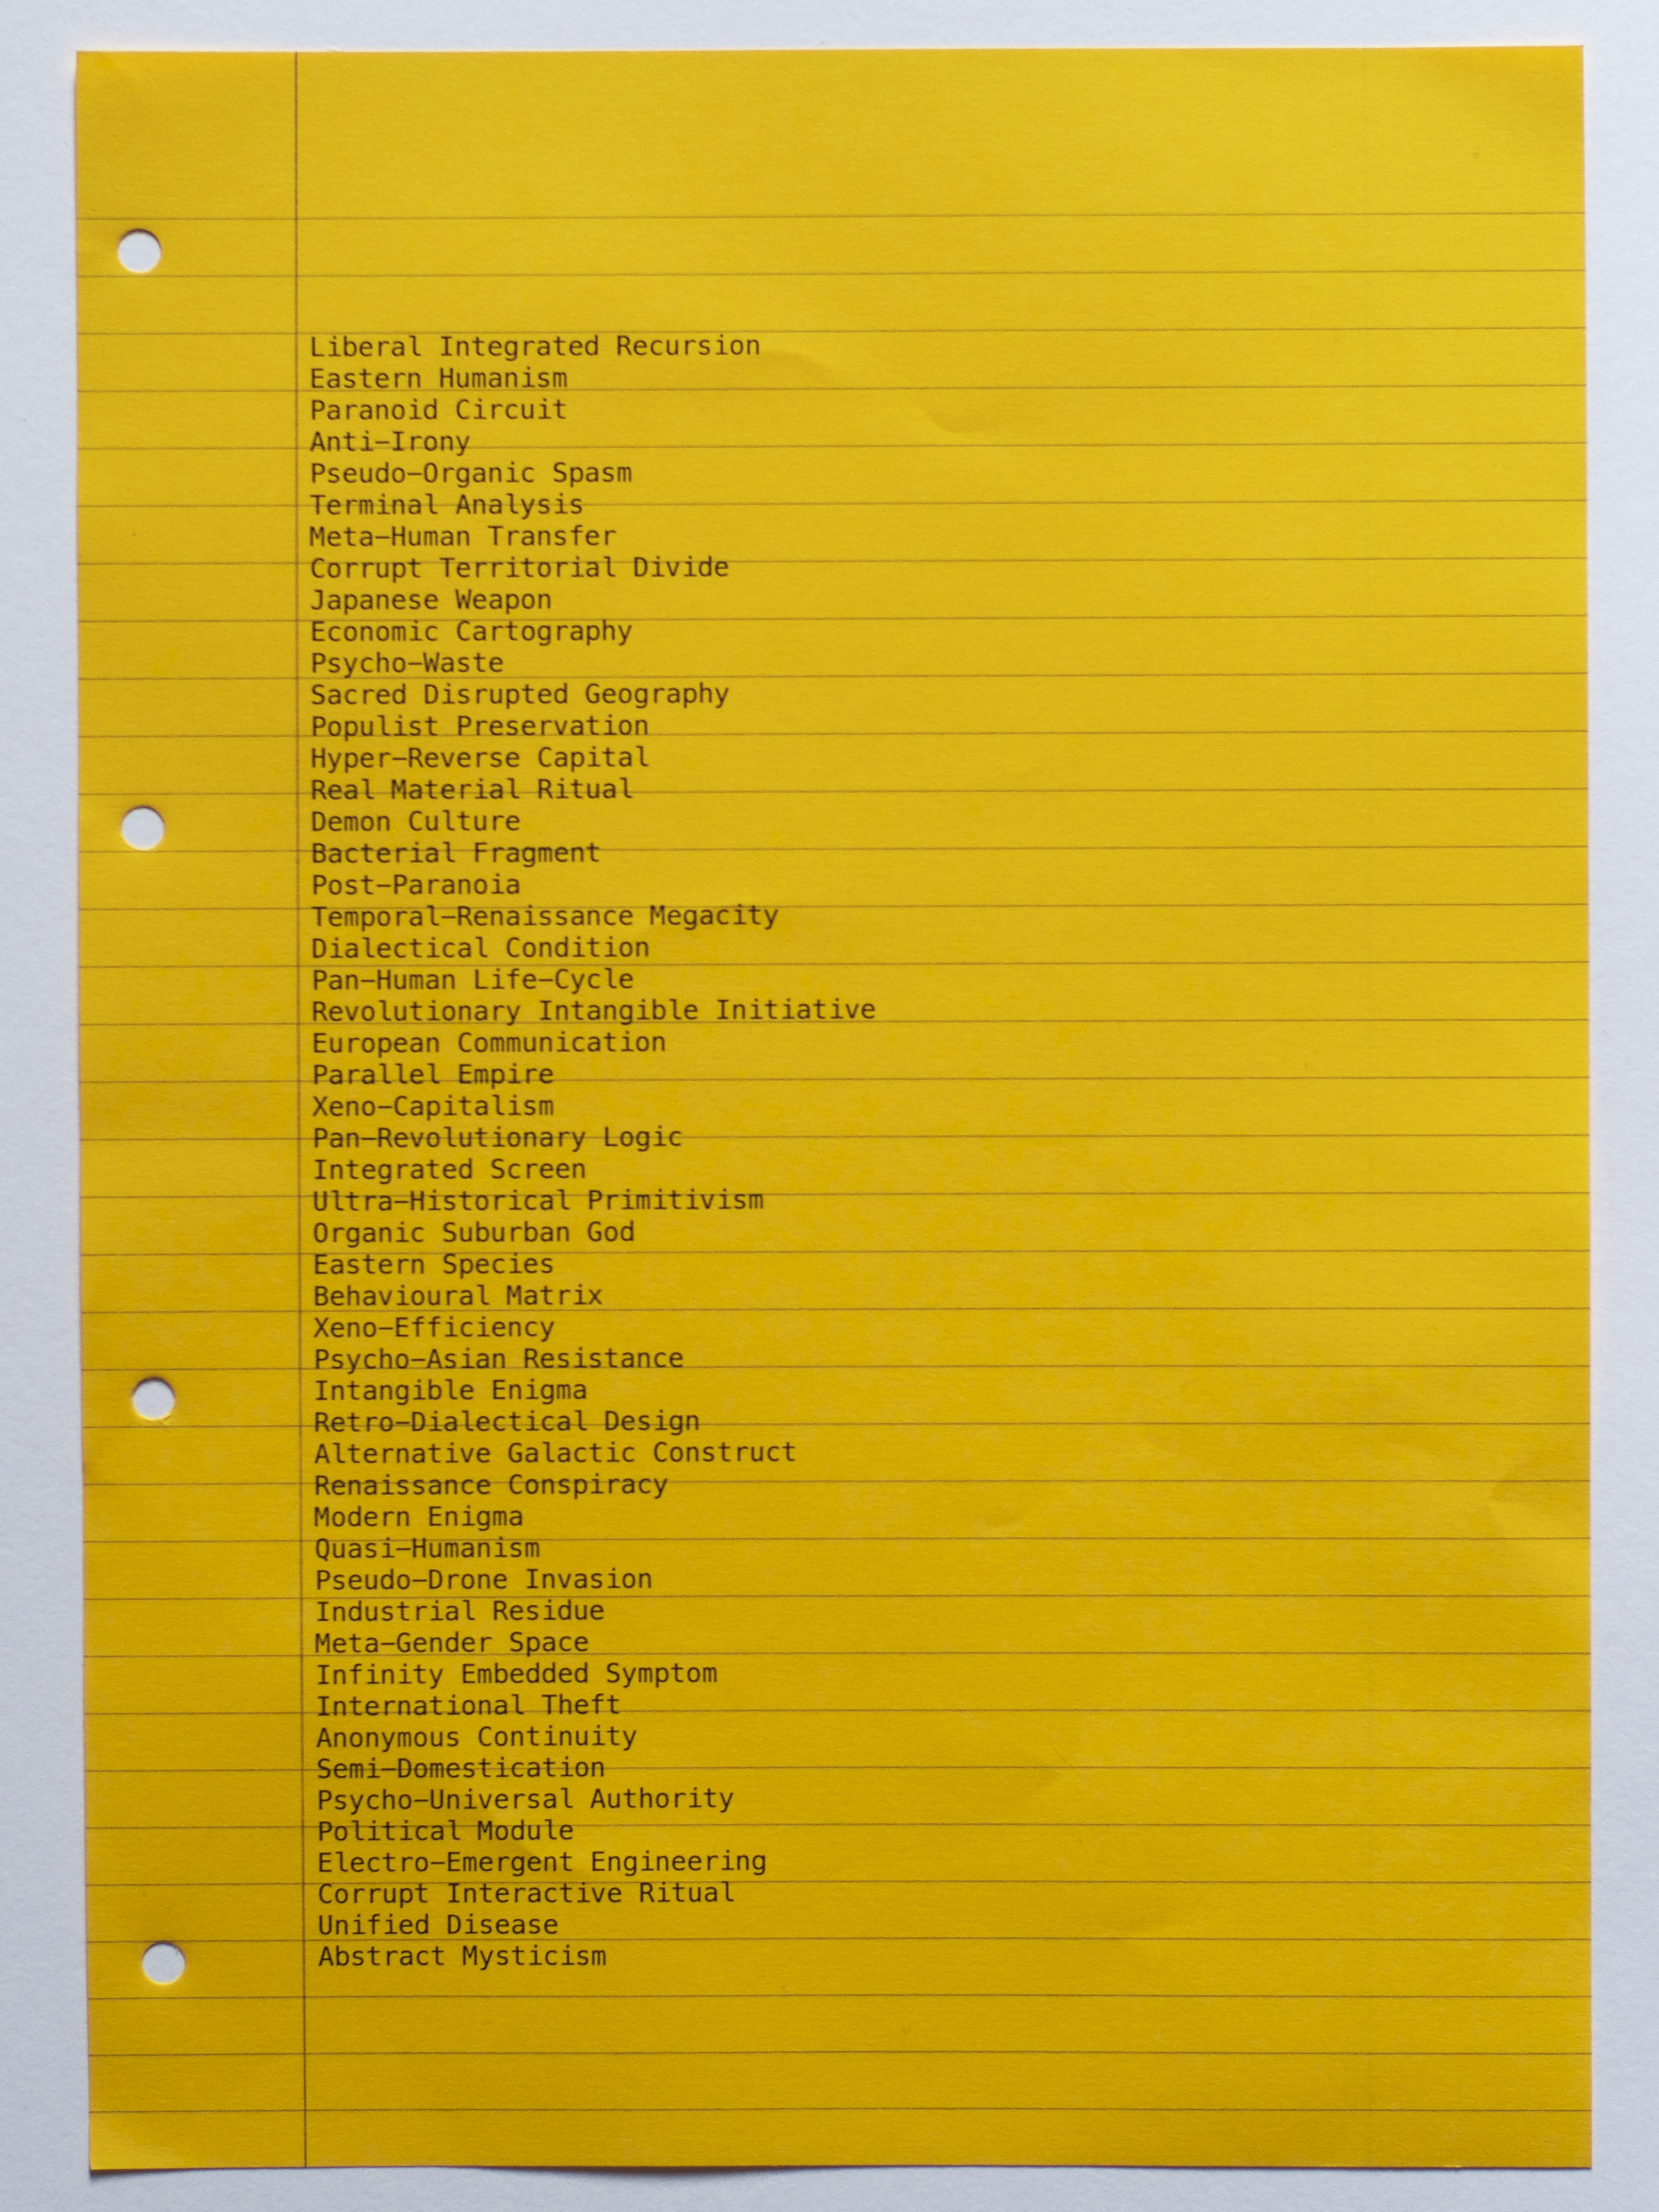 Liberal Integrated Recursion
Eastern Humanism
Paranoid Circuit
Anti-Irony
Pseudo-Organic Spasm
Terminal Analysis
Meta-Human Transfer
Corrupt Territorial Divide
Japanese Weapon
Economic Cartography
Psycho-Waste
Sacred Disrupted Geography
Populist Preservation
Hyper-Reverse Capital
Real Material Ritual
Demon Culture
Bacterial Fragment
Post-Paranoia
Temporal-Renaissance Megacity
Dialectical Condition
Pan-Human Life-Cycle
Revolutionary Intangible Initiative
European Communication
Parallel Empire
Xeno-Capitalism
Pan-Revolutionary Logic
Integrated Screen
Ultra-Historical Primitivism
Organic Suburban God
Eastern Species
Behavioural Matrix
Xeno-Efficiency
Psycho-Asian Resistance
Intangible Enigma
Retro-Dialectical Design
Alternative Galactic Construct
Renaissance Conspiracy
Modern Enigma
Quasi-Humanism
Pseudo-Drone Invasion
Industrial Residue
Meta-Gender Space
Infinity Embedded Symptom
International Theft
Anonymous Continuity
Semi-Domestication
Psycho-Universal Authority
Political Module
Electro-Emergent Engineering
Corrupt Interactive Ritual
Unified Disease
Abstract Mysticism